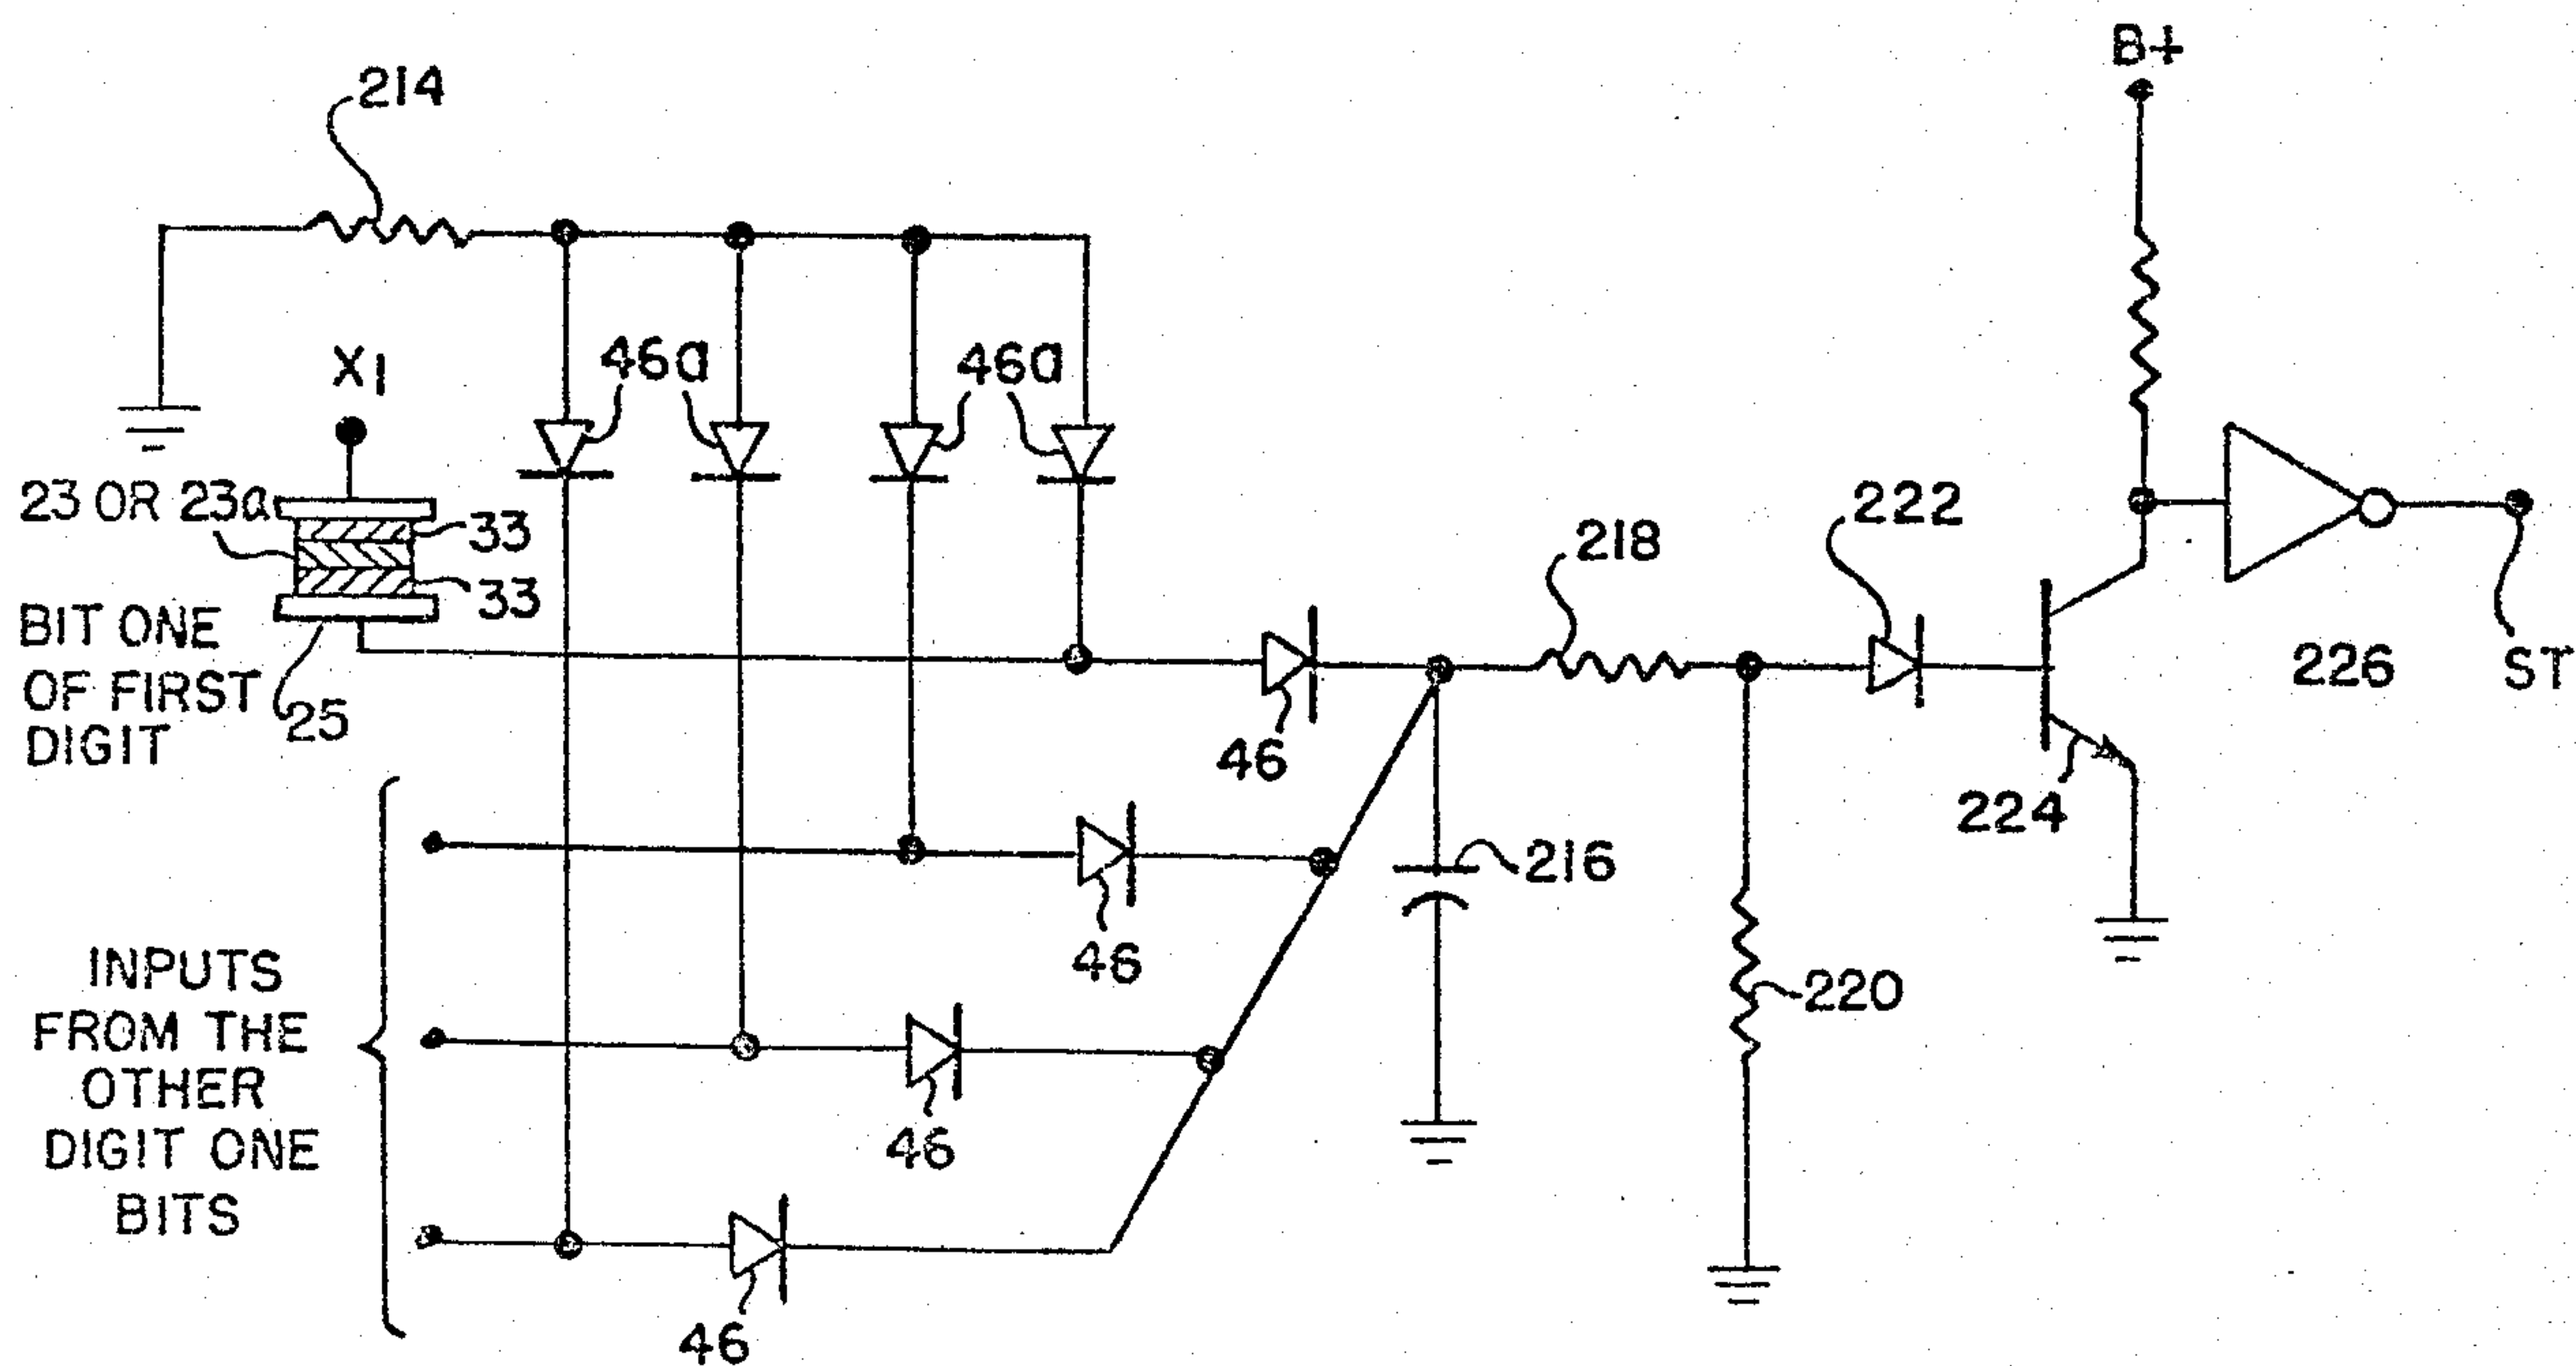 B+
214
X1
46a
46a
23 OR 23a
33
33
222
218
BIT ONE
OF FIRST
DIGIT
25
46
226
ST
224
216
46
INPUTS
FROM THE
OTHER
DIGIT ONE
BITS
220
46
46